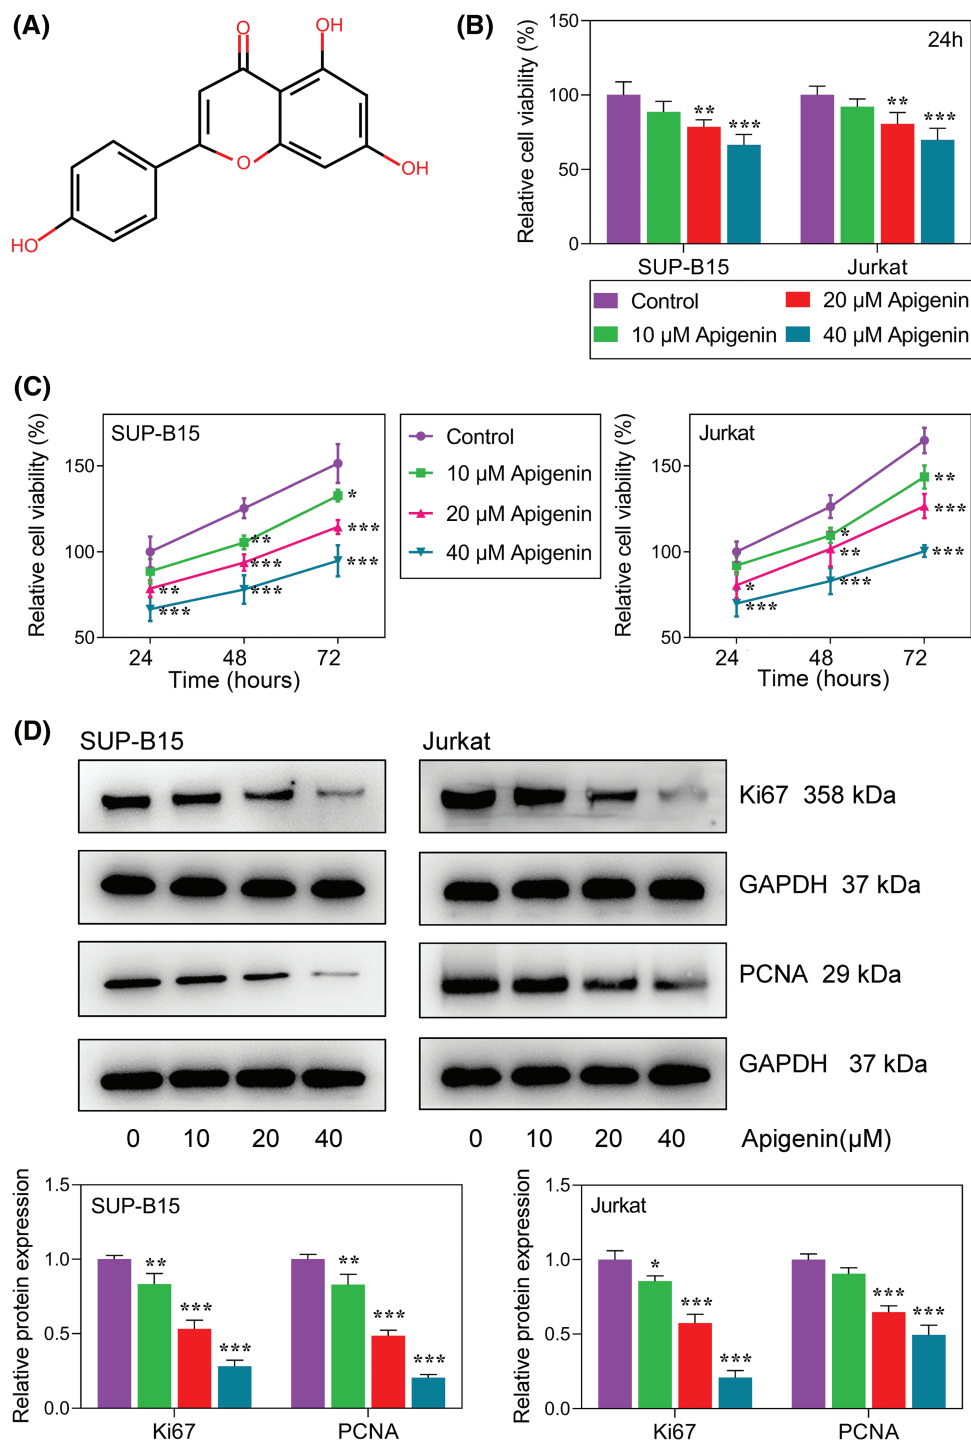 (A)
O
OH
O
OH
HO
(B)
Relative cell viability (%)
150
100
50
0
24h
** *** ** ***
SUP-B15 Jurkat
Control 20 µM Apigenin
10 µM Apigenin 40 µM Apigenin
(C)
Relative cell viability (%)
150
100
50
SUP-B15
*
** ***
*** ***
** ***
***
24 48 72
Time (hours)
Control
10 µM Apigenin
20 µM Apigenin
40 µM Apigenin
Relative cell viability (%)
150
100
50
Jurkat
**
***
*
** ***
***
*
***
24 48 72
Time (hours)
(D)
SUP-B15 Jurkat
Ki67 358 kDa
GAPDH 37 kDa
PCNA 29 kDa
GAPDH 37 kDa
0 10 20 40 0 10 20 40 Apigenin(µM)
Relative protein expression
1.5
1.0
0.5
0.0
SUP-B15
** *** *** ** *** ***
Ki67 PCNA
Relative protein expression
1.5
1.0
0.5
0.0
Jurkat
* *** *** *** ***
Ki67 PCNA